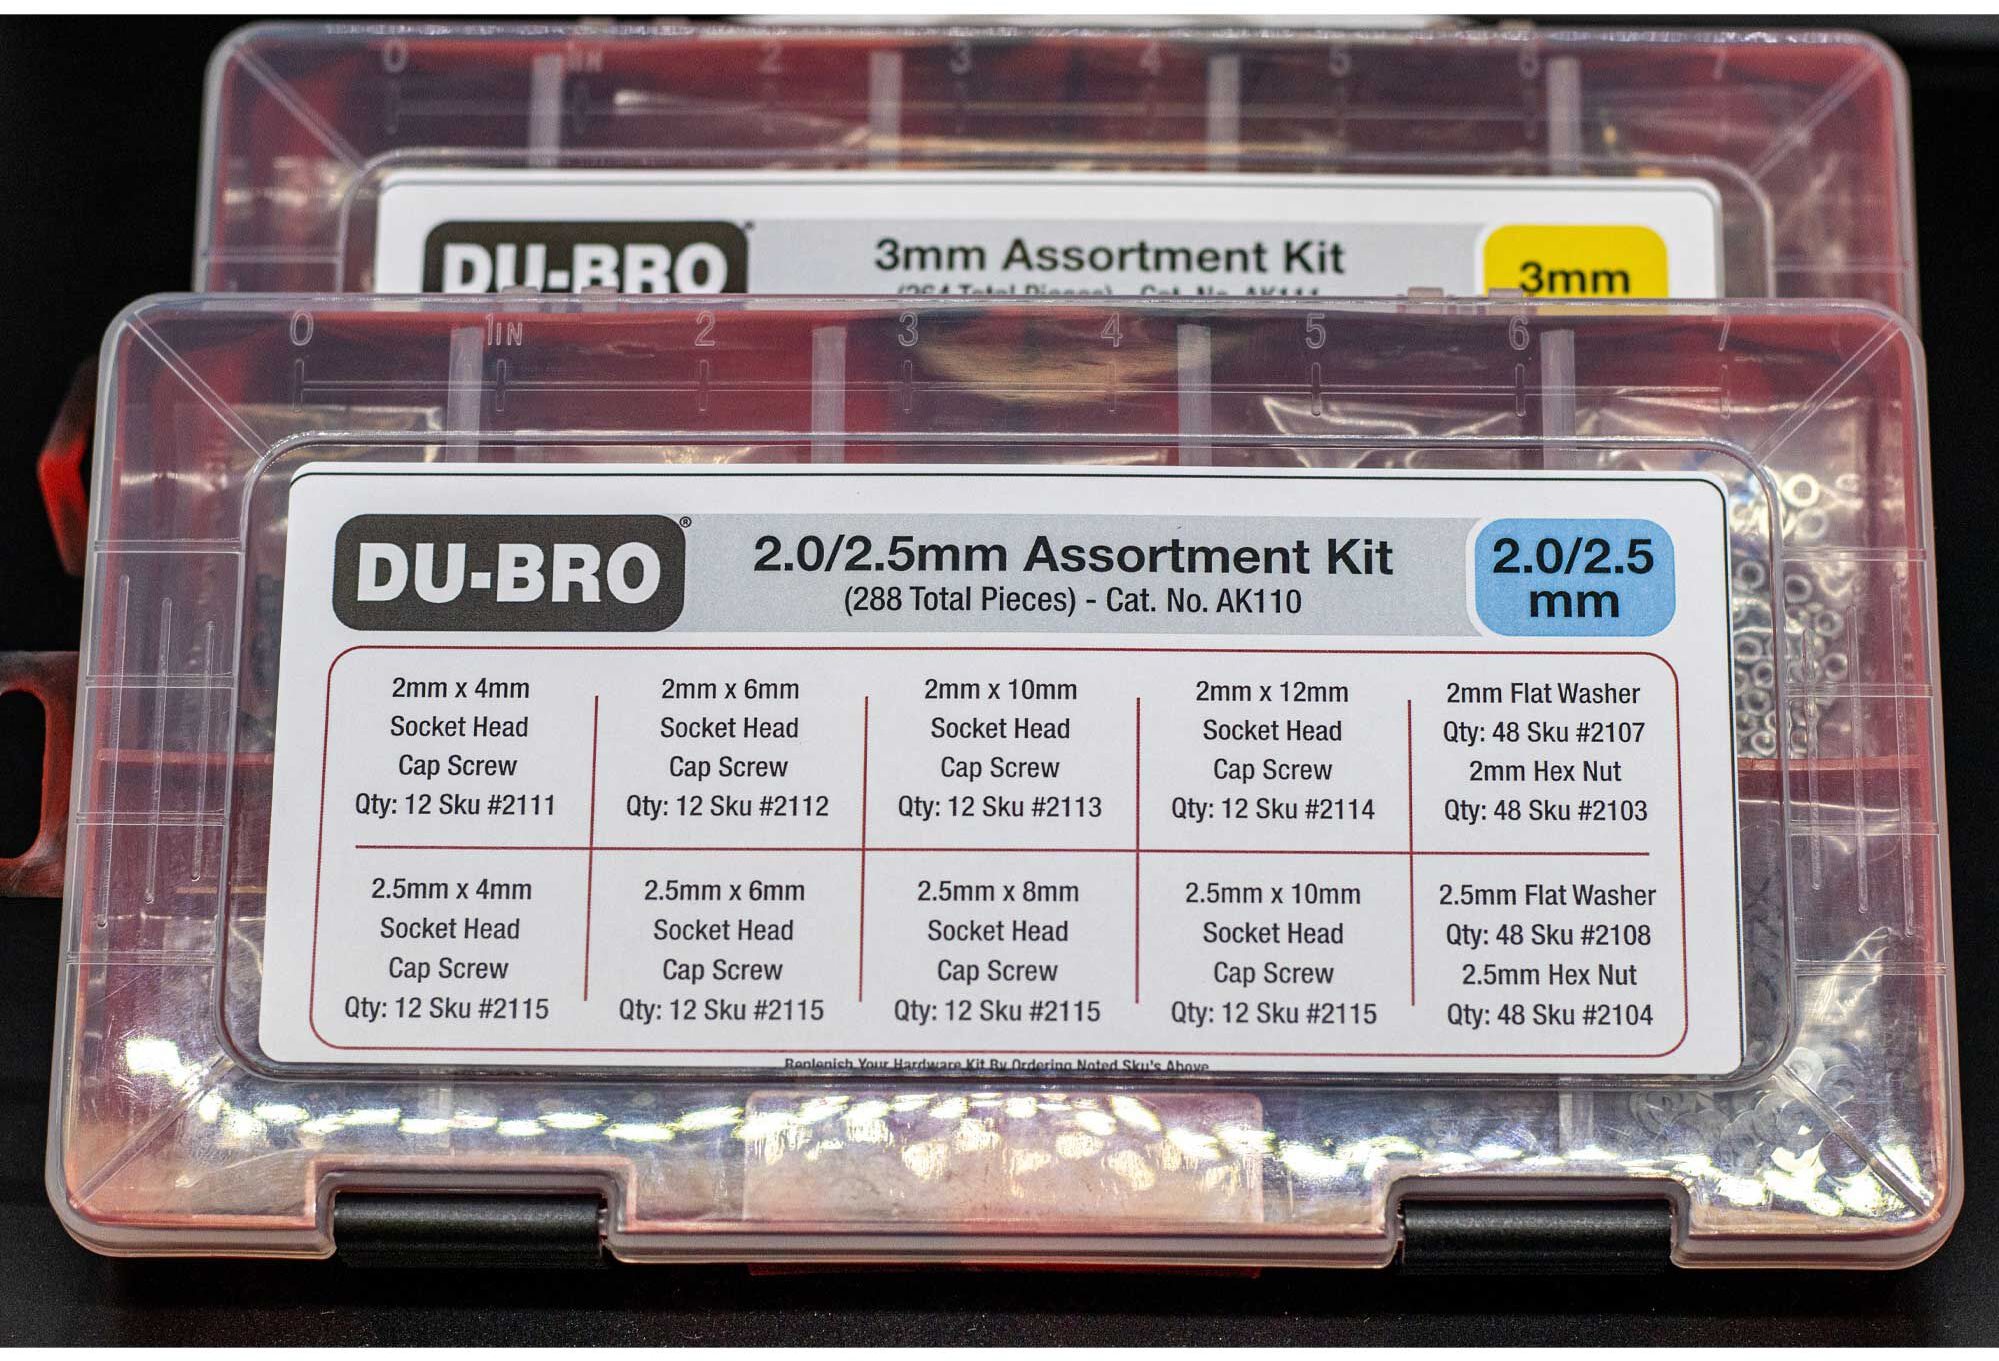 0 1IN 2 3 4 5 6 7
DU-BRO
3mm Assortment Kit
(264 Total Pieces) - Cat. No. AK111
3mm
0 1IN 2 3 4 5 6 7
DU-BRO®
2.0/2.5mm Assortment Kit
(288 Total Pieces) - Cat. No. AK110
2.0/2.5
mm
2mm x 4mm
Socket Head
Cap Screw
Qty: 12 Sku #2111
2mm x 6mm
Socket Head
Cap Screw
Qty: 12 Sku #2112
2mm x 10mm
Socket Head
Cap Screw
Qty: 12 Sku #2113
2mm x 12mm
Socket Head
Cap Screw
Qty: 12 Sku #2114
2mm Flat Washer
Qty: 48 Sku #2107
2mm Hex Nut
Qty: 48 Sku #2103
2.5mm x 4mm
Socket Head
Cap Screw
Qty: 12 Sku #2115
2.5mm x 6mm
Socket Head
Cap Screw
Qty: 12 Sku #2115
2.5mm x 8mm
Socket Head
Cap Screw
Qty: 12 Sku #2115
2.5mm x 10mm
Socket Head
Cap Screw
Qty: 12 Sku #2115
2.5mm Flat Washer
Qty: 48 Sku #2108
2.5mm Hex Nut
Qty: 48 Sku #2104
Replenish Your Hardware Kit By Ordering Noted Sku's Above